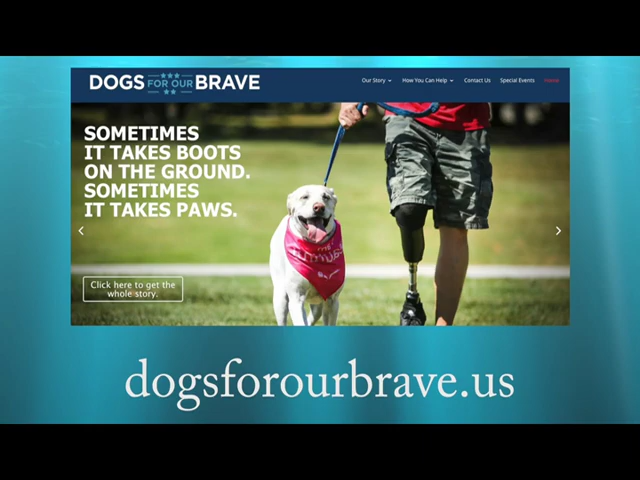 DOGS FOR OUR BRAVE
Our Story How You Can Help Contact Us Special Events Home
SOMETIMES
IT TAKES BOOTS
ON THE GROUND.
SOMETIMES
IT TAKES PAWS.
Click here to get the
whole story.
dogsforourbrave.us